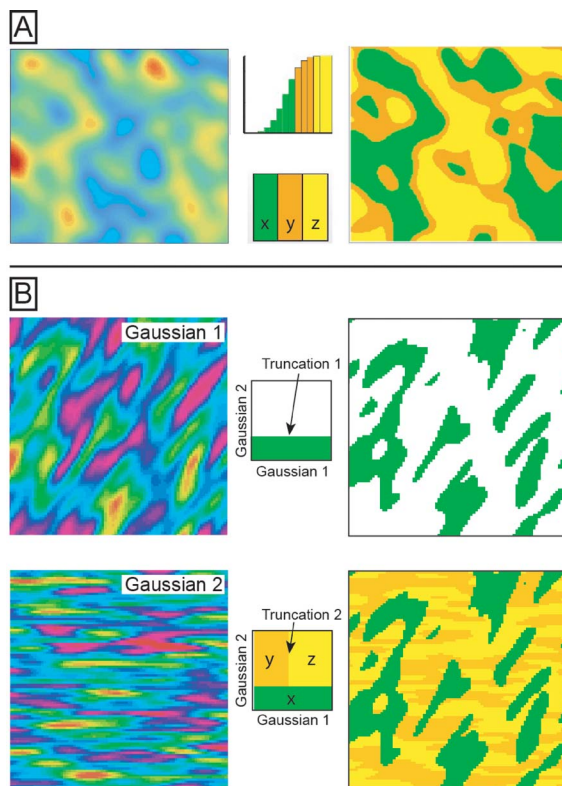 A
x y z
B
Gaussian 1
Truncation 1
Gaussian 2
Gaussian 1
Gaussian 2
Truncation 2
Gaussian 2
y z
x
Gaussian 1